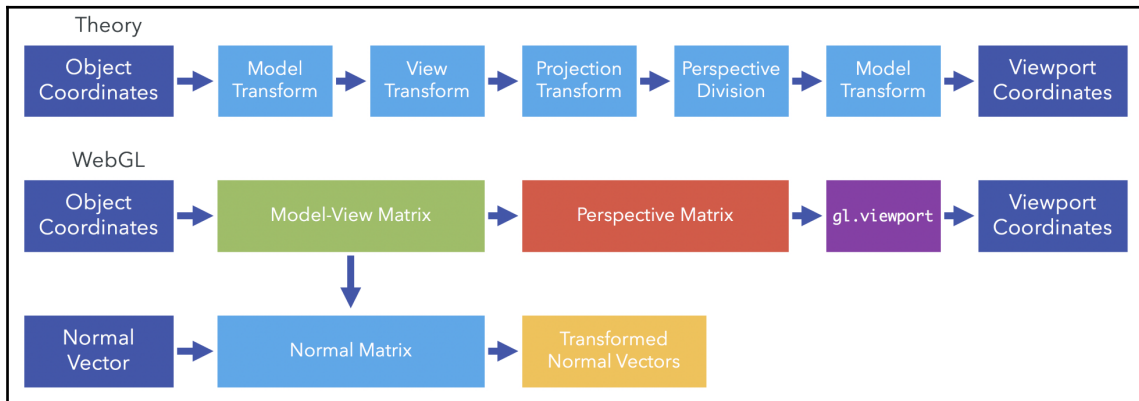 Theory
Object
Coordinates
Model
Transform
View
Transform
Projection
Transform
Perspective
Division
Model
Transform
Viewport
Coordinates
WebGL
Object
Coordinates
Model-View Matrix
Perspective Matrix
gl.viewport
Viewport
Coordinates
Normal
Vector
Normal Matrix
Transformed
Normal Vectors